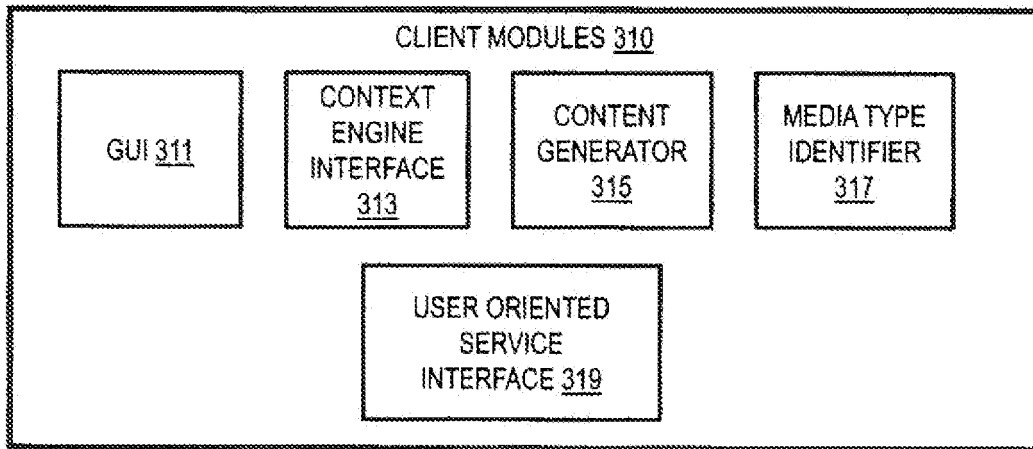 CLIENT MODULES 310
GUI 311
CONTEXT
ENGINE
INTERFACE
313
CONTENT
GENERATOR
315
MEDIA TYPE
IDENTIFIER
317
USER ORIENTED
SERVICE
INTERFACE 319